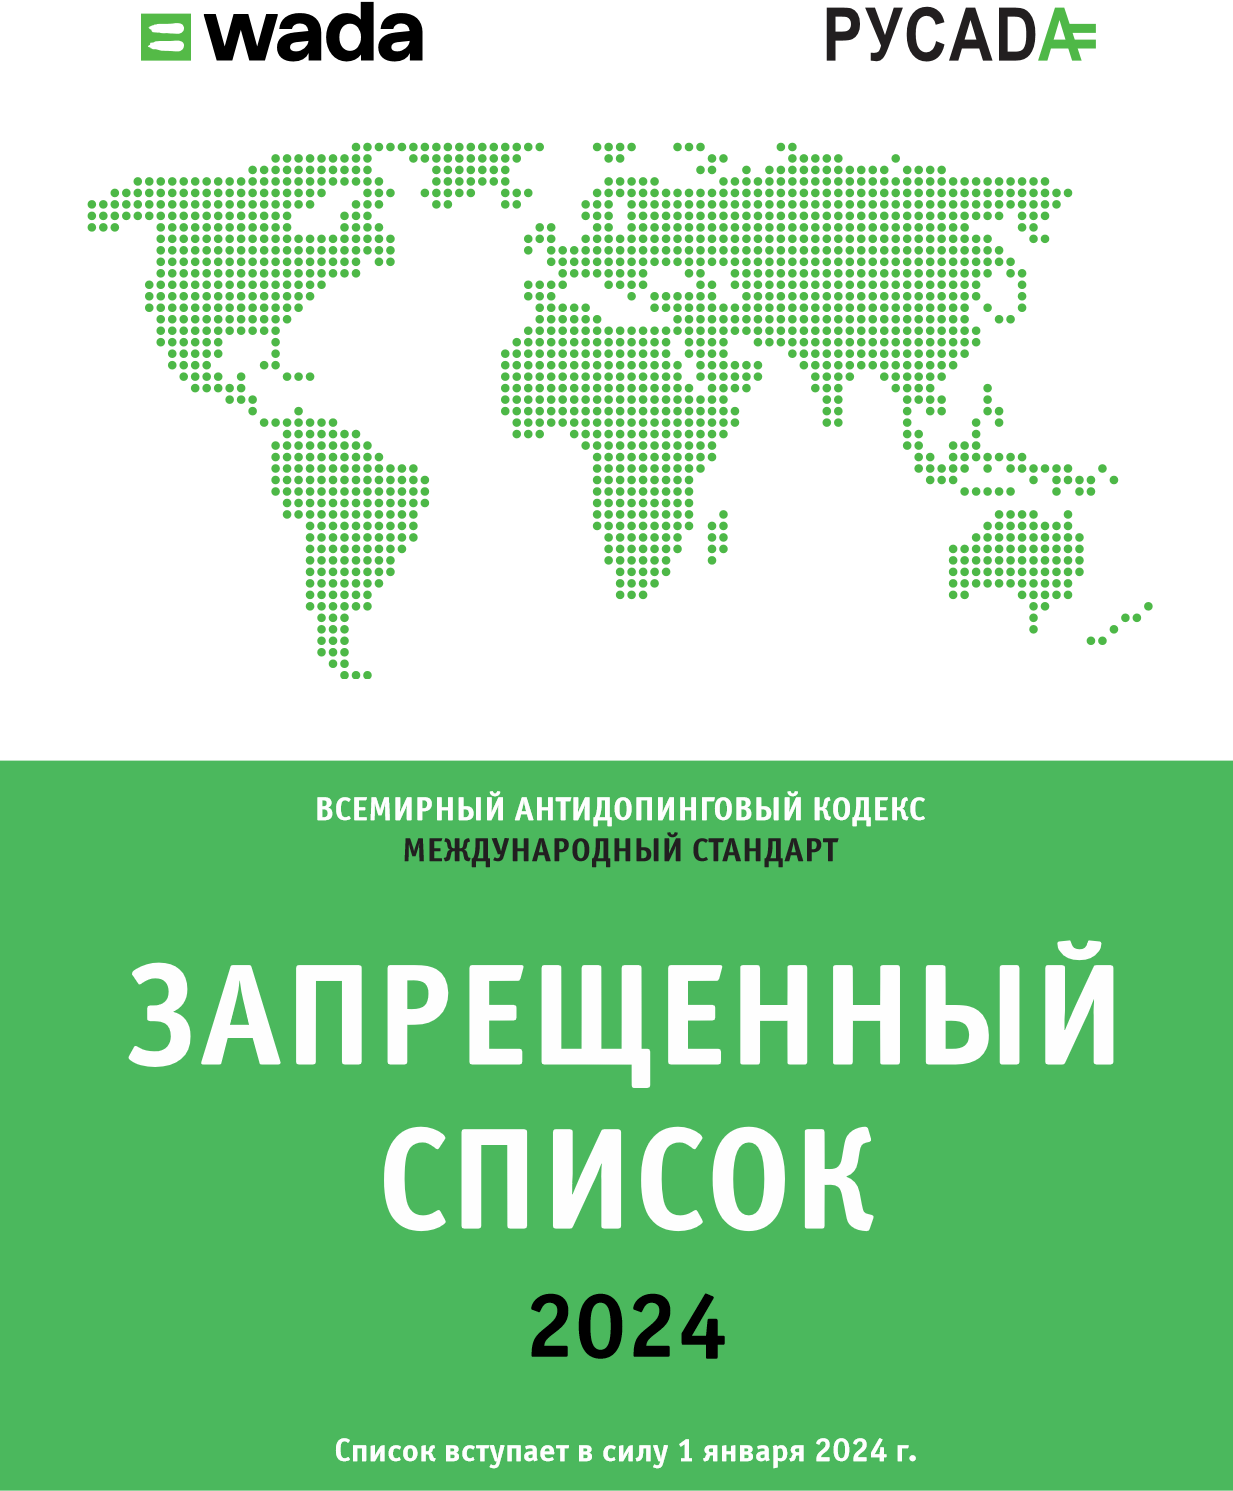 wada
РУСАДА
ВСЕМИРНЫЙ АНТИДОПИНГОВЫЙ КОДЕКС
МЕЖДУНАРОДНЫЙ СТАНДАРТ
ЗАПРЕЩЕННЫЙ
СПИСОК
2024
Список вступает в силу 1 января 2024 г.